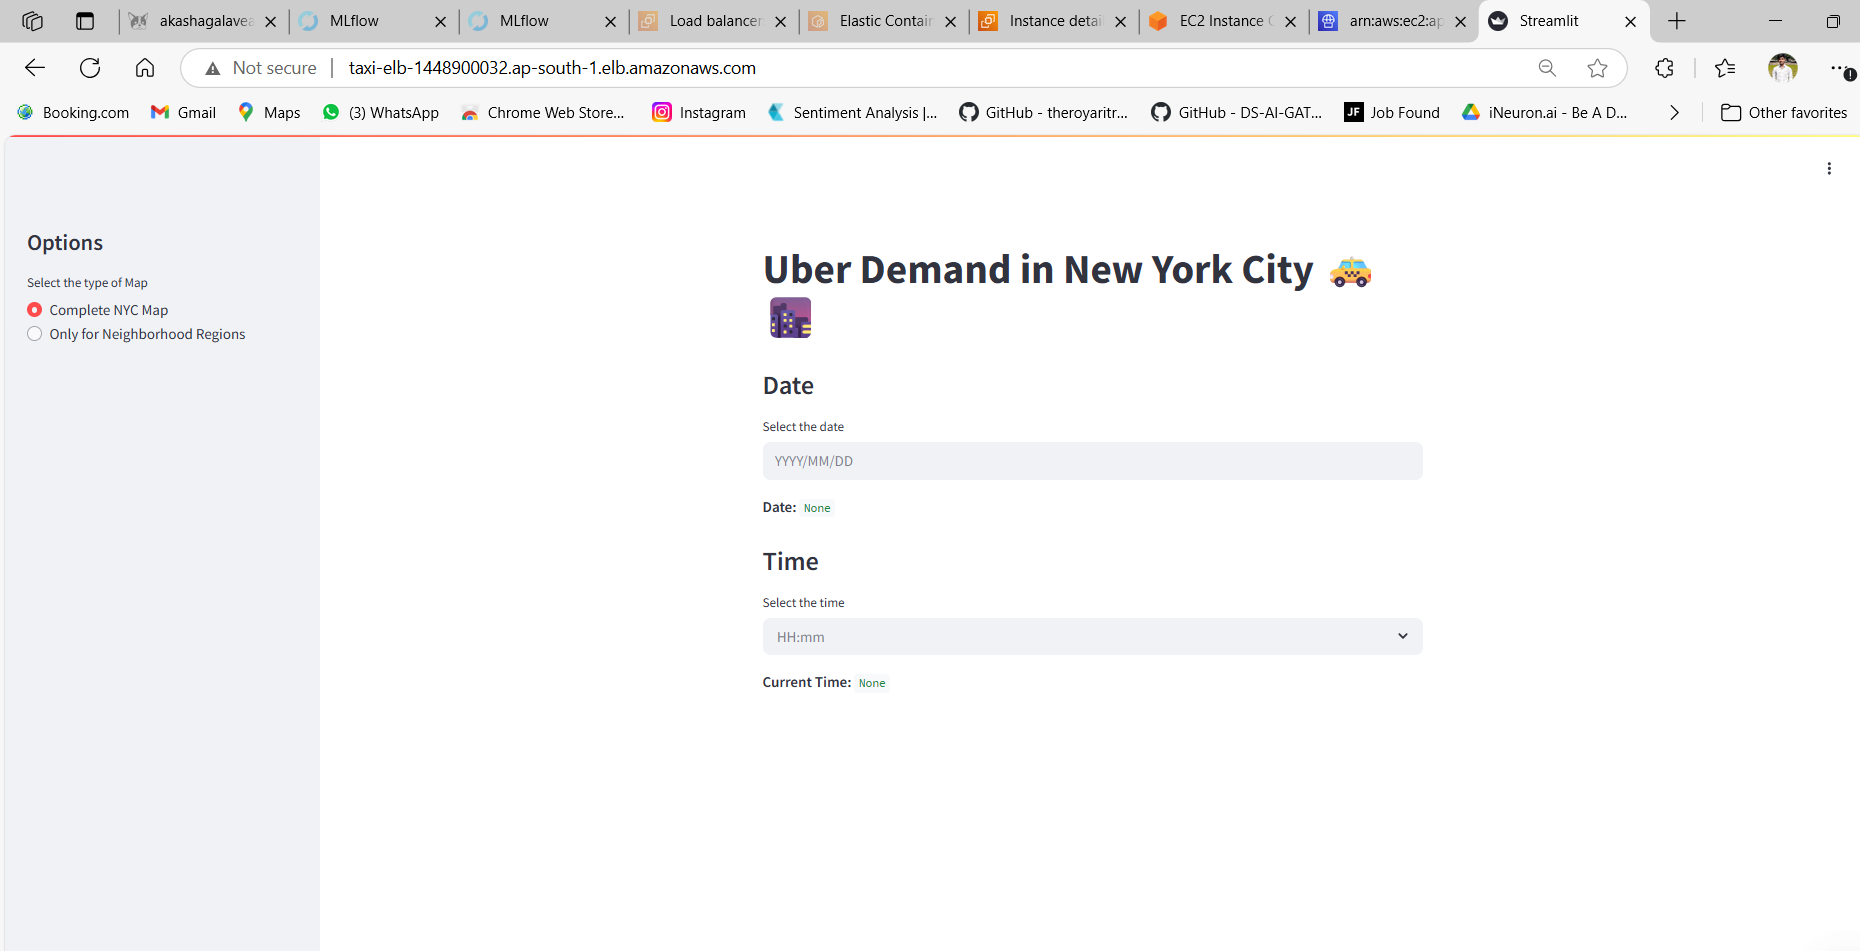 akashagalavea
MLflow
MLflow
Load balancer
Elastic Contain
Instance detai
EC2 Instance C
arn:aws:ec2:ap
Streamlit
Not secure
taxi-elb-1448900032.ap-south-1.elb.amazonaws.com
Booking.com
Gmail
Maps
(3) WhatsApp
Chrome Web Store...
Instagram
Sentiment Analysis |...
GitHub - theroyaritr...
GitHub - DS-AI-GAT...
JF Job Found
iNeuron.ai - Be A D...
Other favorites
Options
Select the type of Map
Complete NYC Map
Only for Neighborhood Regions
Uber Demand in New York City
Date
Select the date
YYYY/MM/DD
Date: None
Time
Select the time
HH:mm
Current Time: None